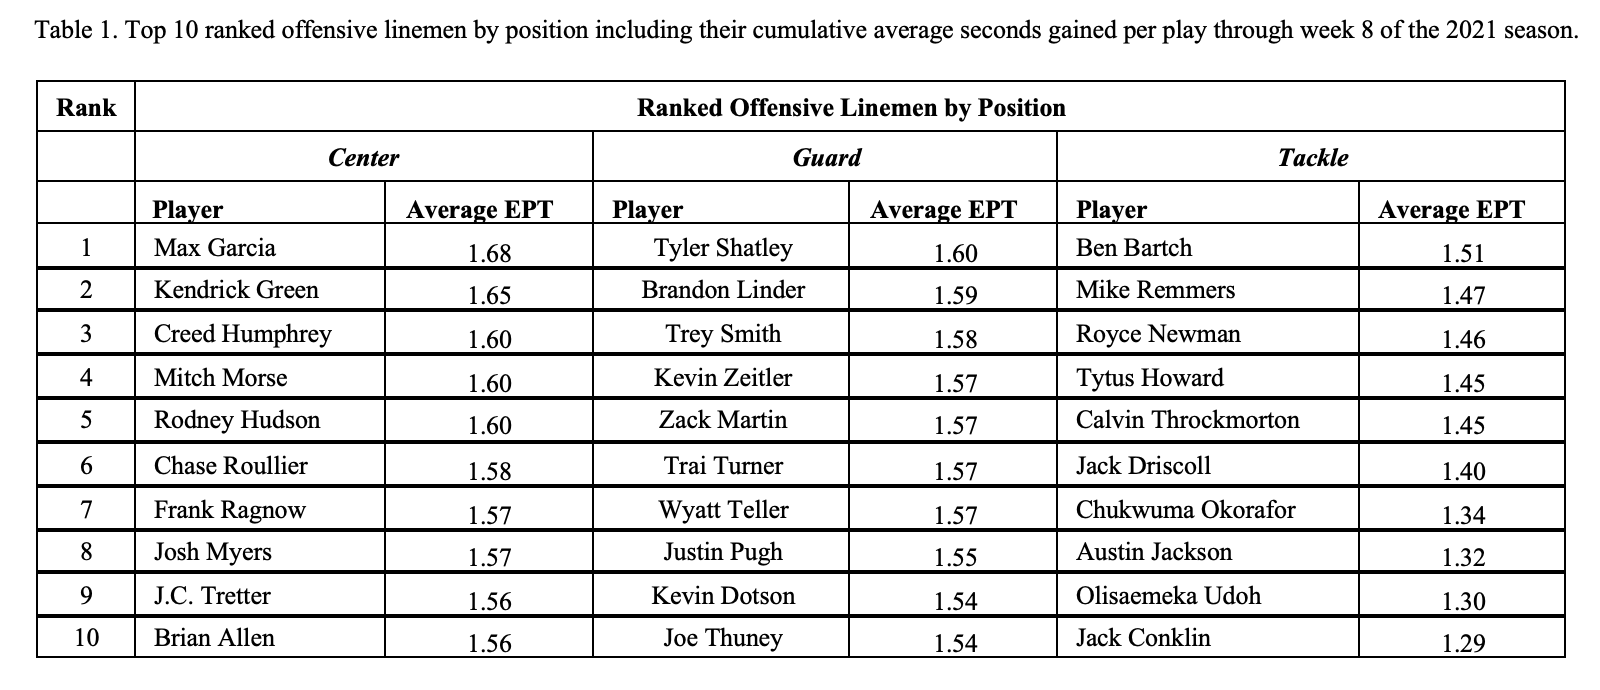 Table 1. Top 10 ranked offensive linemen by position including their cumulative average seconds gained per play through week 8 of the 2021 season.
Rank Ranked Offensive Linemen by Position
Center Guard Tackle
Player Average EPT Player Average EPT Player Average EPT
1 Max Garcia 1.68 Tyler Shatley 1.60 Ben Bartch 1.51
2 Kendrick Green 1.65 Brandon Linder 1.59 Mike Remmers 1.47
3 Creed Humphrey 1.60 Trey Smith 1.58 Royce Newman 1.46
4 Mitch Morse 1.60 Kevin Zeitler 1.57 Tytus Howard 1.45
5 Rodney Hudson 1.60 Zack Martin 1.57 Calvin Throckmorton 1.45
6 Chase Roullier 1.58 Trai Turner 1.57 Jack Driscoll 1.40
7 Frank Ragnow 1.57 Wyatt Teller 1.57 Chukwuma Okorafor 1.34
8 Josh Myers 1.57 Justin Pugh 1.55 Austin Jackson 1.32
9 J.C. Tretter 1.56 Kevin Dotson 1.54 Olisaemeka Udoh 1.30
10 Brian Allen 1.56 Joe Thuney 1.54 Jack Conklin 1.29